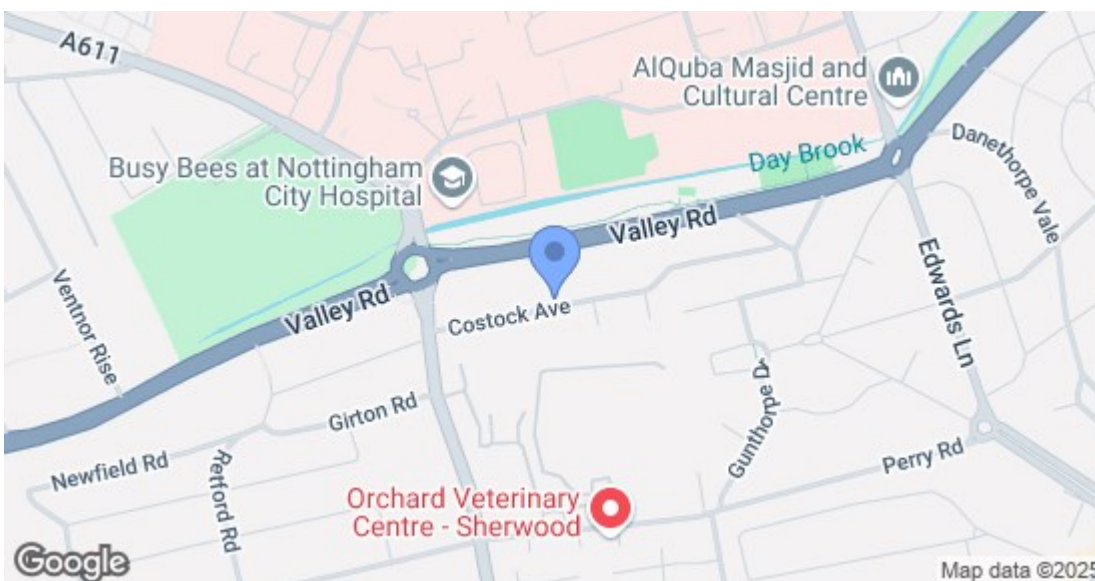 A611
AlQuba Masjid and
Cultural Centre
Busy Bees at Nottingham
City Hospital
Day Brook
Danethorpe Vale
Valley Rd
Valley Rd
Ventnor Rise
Costock Ave
Edwards Ln
Girton Rd
Gunthorpe Dr
Newfield Rd
Retford Rd
Perry Rd
Orchard Veterinary
Centre - Sherwood
Google
Map data ©2025